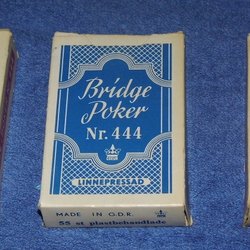 Bridge
Poker
Nr. 444
LINNEPRESSAD
MADE IN G.D.R.
55 st plastbehandlade